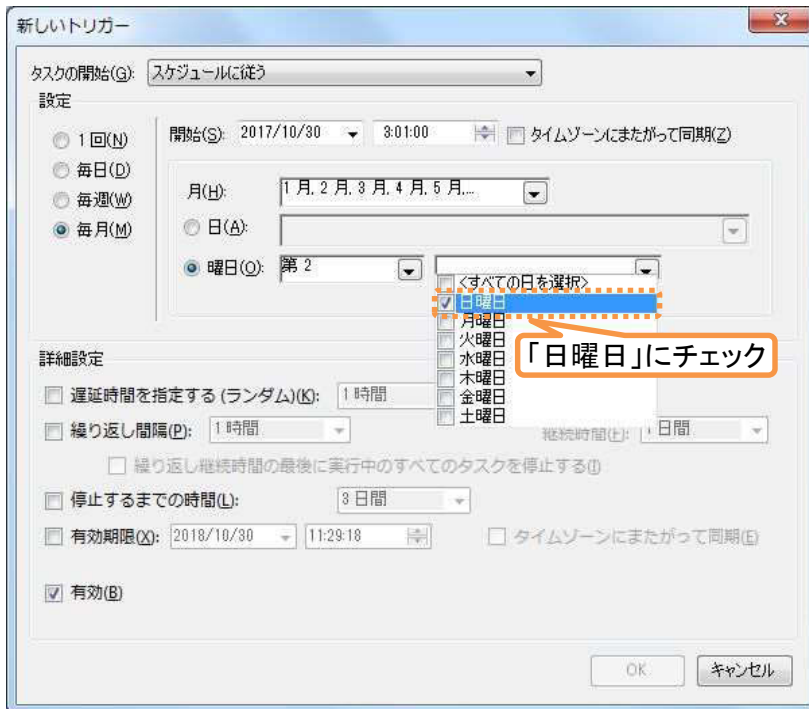 新しいトリガー
タスクの開始(G): スケジュールに従う
設定
1 回(N)
毎日(D)
毎週(W)
毎月(M)
開始(S): 2017/10/30 3:01:00 タイムゾーンにまたがって同期(Z)
月(H): 1 月, 2 月, 3 月, 4 月, 5 月,...
日(A):
曜日(O): 第 2
<すべての日を選択>
日曜日
月曜日
火曜日
水曜日
木曜日
金曜日
土曜日
「日曜日」にチェック
詳細設定
遅延時間を指定する (ランダム)(K): 1 時間
繰り返し間隔(P): 1 時間 継続時間(F): 1 日間
繰り返し継続時間の最後に実行中のすべてのタスクを停止する(I)
停止するまでの時間(L): 3 日間
有効期限(X): 2018/10/30 11:29:18 タイムゾーンにまたがって同期(E)
有効(B)
OK キャンセル